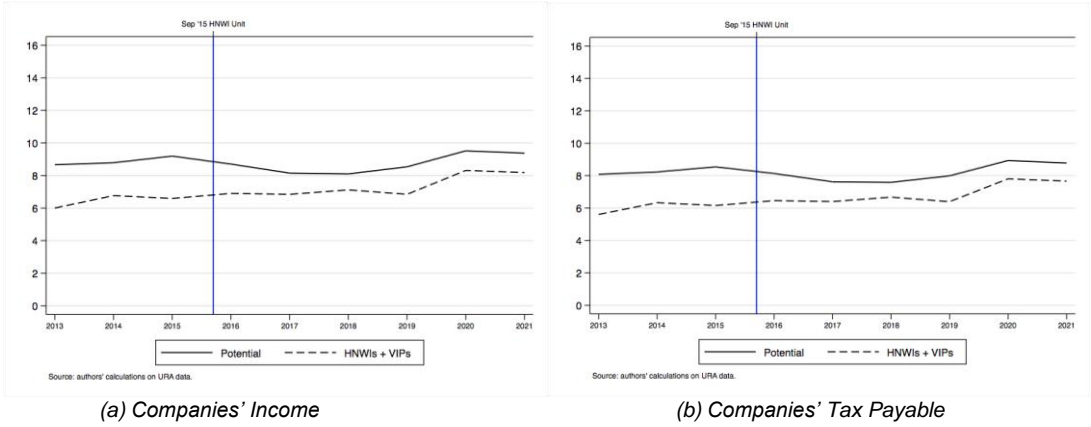 Sep '15 HNWI Unit
16
14
12
10
8
6
4
2
0
2013 2014 2015 2016 2017 2018 2019 2020 2021
Potential HNWIs + VIPs
Source: authors' calculations on URA data.
(a) Companies' Income
Sep '15 HNWI Unit
16
14
12
10
8
6
4
2
0
2013 2014 2015 2016 2017 2018 2019 2020 2021
Potential HNWIs + VIPs
Source: authors' calculations on URA data.
(b) Companies' Tax Payable